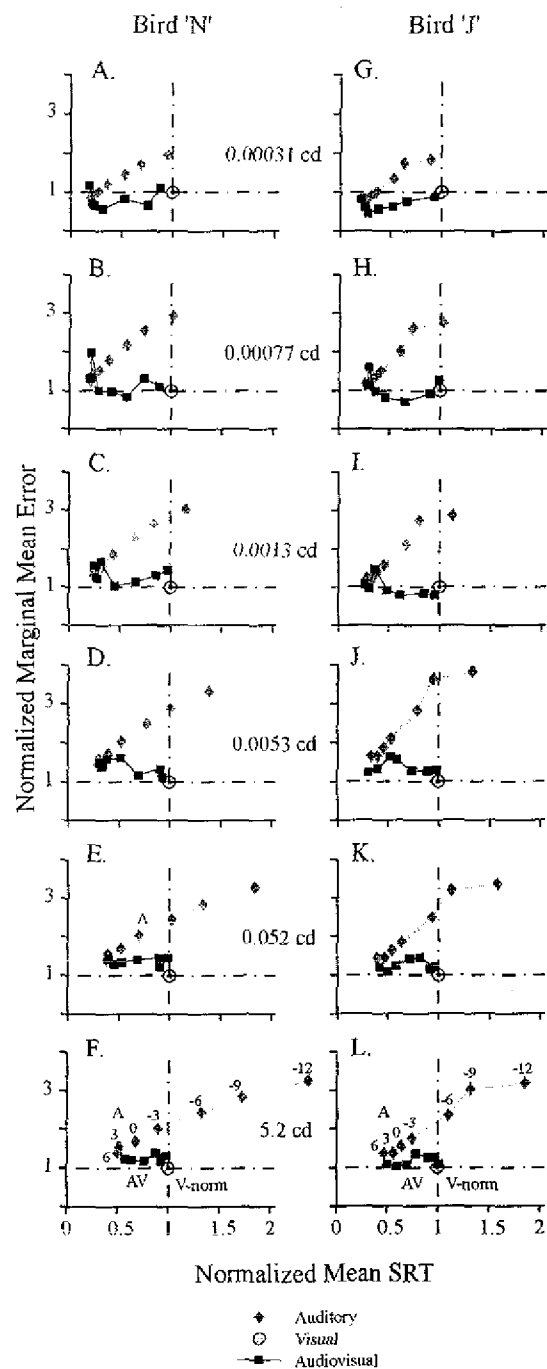 Bird 'N' Bird 'J'
A. G.
3
0.00031 cd
1
B. H.
3
0.00077 cd
1
C. I.
3
0.0013 cd
1
D. J.
3
0.0053 cd
1
E. K.
3
A
0.052 cd
1
F. L.
-12 -12
3
-9 -9
-6 -6
A A
0 -3 0 -3
3 3
5.2 cd
6 6
1
AV V-norm AV V-norm
0 0.5 1 1.5 2 0 0.5 1 1.5 2
Normalized Marginal Mean Error
Normalized Mean SRT
Auditory
Visual
Audiovisual